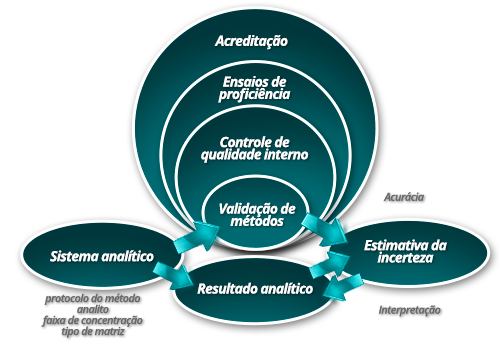 Acreditação
Ensaios de
proficiência
Controle de
qualidade interno
Validação de
métodos
Acurácia
Sistema analítico
Estimativa da
incerteza
Resultado analítico
protocolo do método
analito
faixa de concentração
tipo de matriz
Interpretação